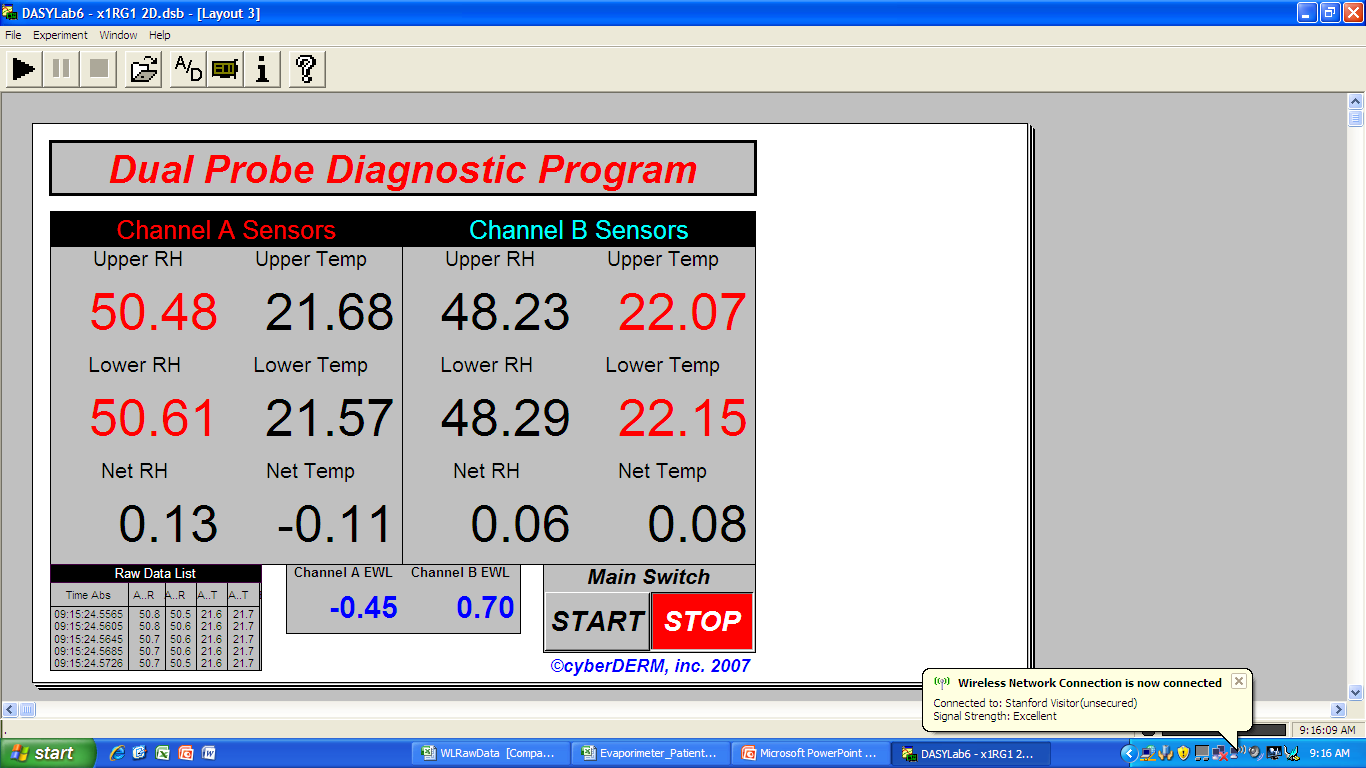 DASYLab6 - x1RG1 2D.dsb - [Layout 3]
File Experiment Window Help
A/D
Dual Probe Diagnostic Program
Channel A Sensors Channel B Sensors
Upper RH Upper Temp Upper RH Upper Temp
50.48 21.68 48.23 22.07
Lower RH Lower Temp Lower RH Lower Temp
50.61 21.57 48.29 22.15
Net RH Net Temp Net RH Net Temp
0.13 -0.11 0.06 0.08
Raw Data List
Time Abs A..R A..R A..T A..T
09:15:24.5565 50.8 50.5 21.6 21.7
09:15:24.5605 50.8 50.6 21.6 21.7
09:15:24.5645 50.7 50.6 21.6 21.7
09:15:24.5685 50.7 50.6 21.6 21.7
09:15:24.5726 50.7 50.5 21.6 21.7
Channel A EWL Channel B EWL
-0.45 0.70
Main Switch
START STOP
©cyberDERM, inc. 2007
Wireless Network Connection is now connected
Connected to: Stanford Visitor(unsecured)
Signal Strength: Excellent
9:16:09 AM
start
WLRawData [Compa...
Evaporimeter_Patient...
Microsoft PowerPoint ...
DASYLab6 - x1RG1 2...
9:16 AM